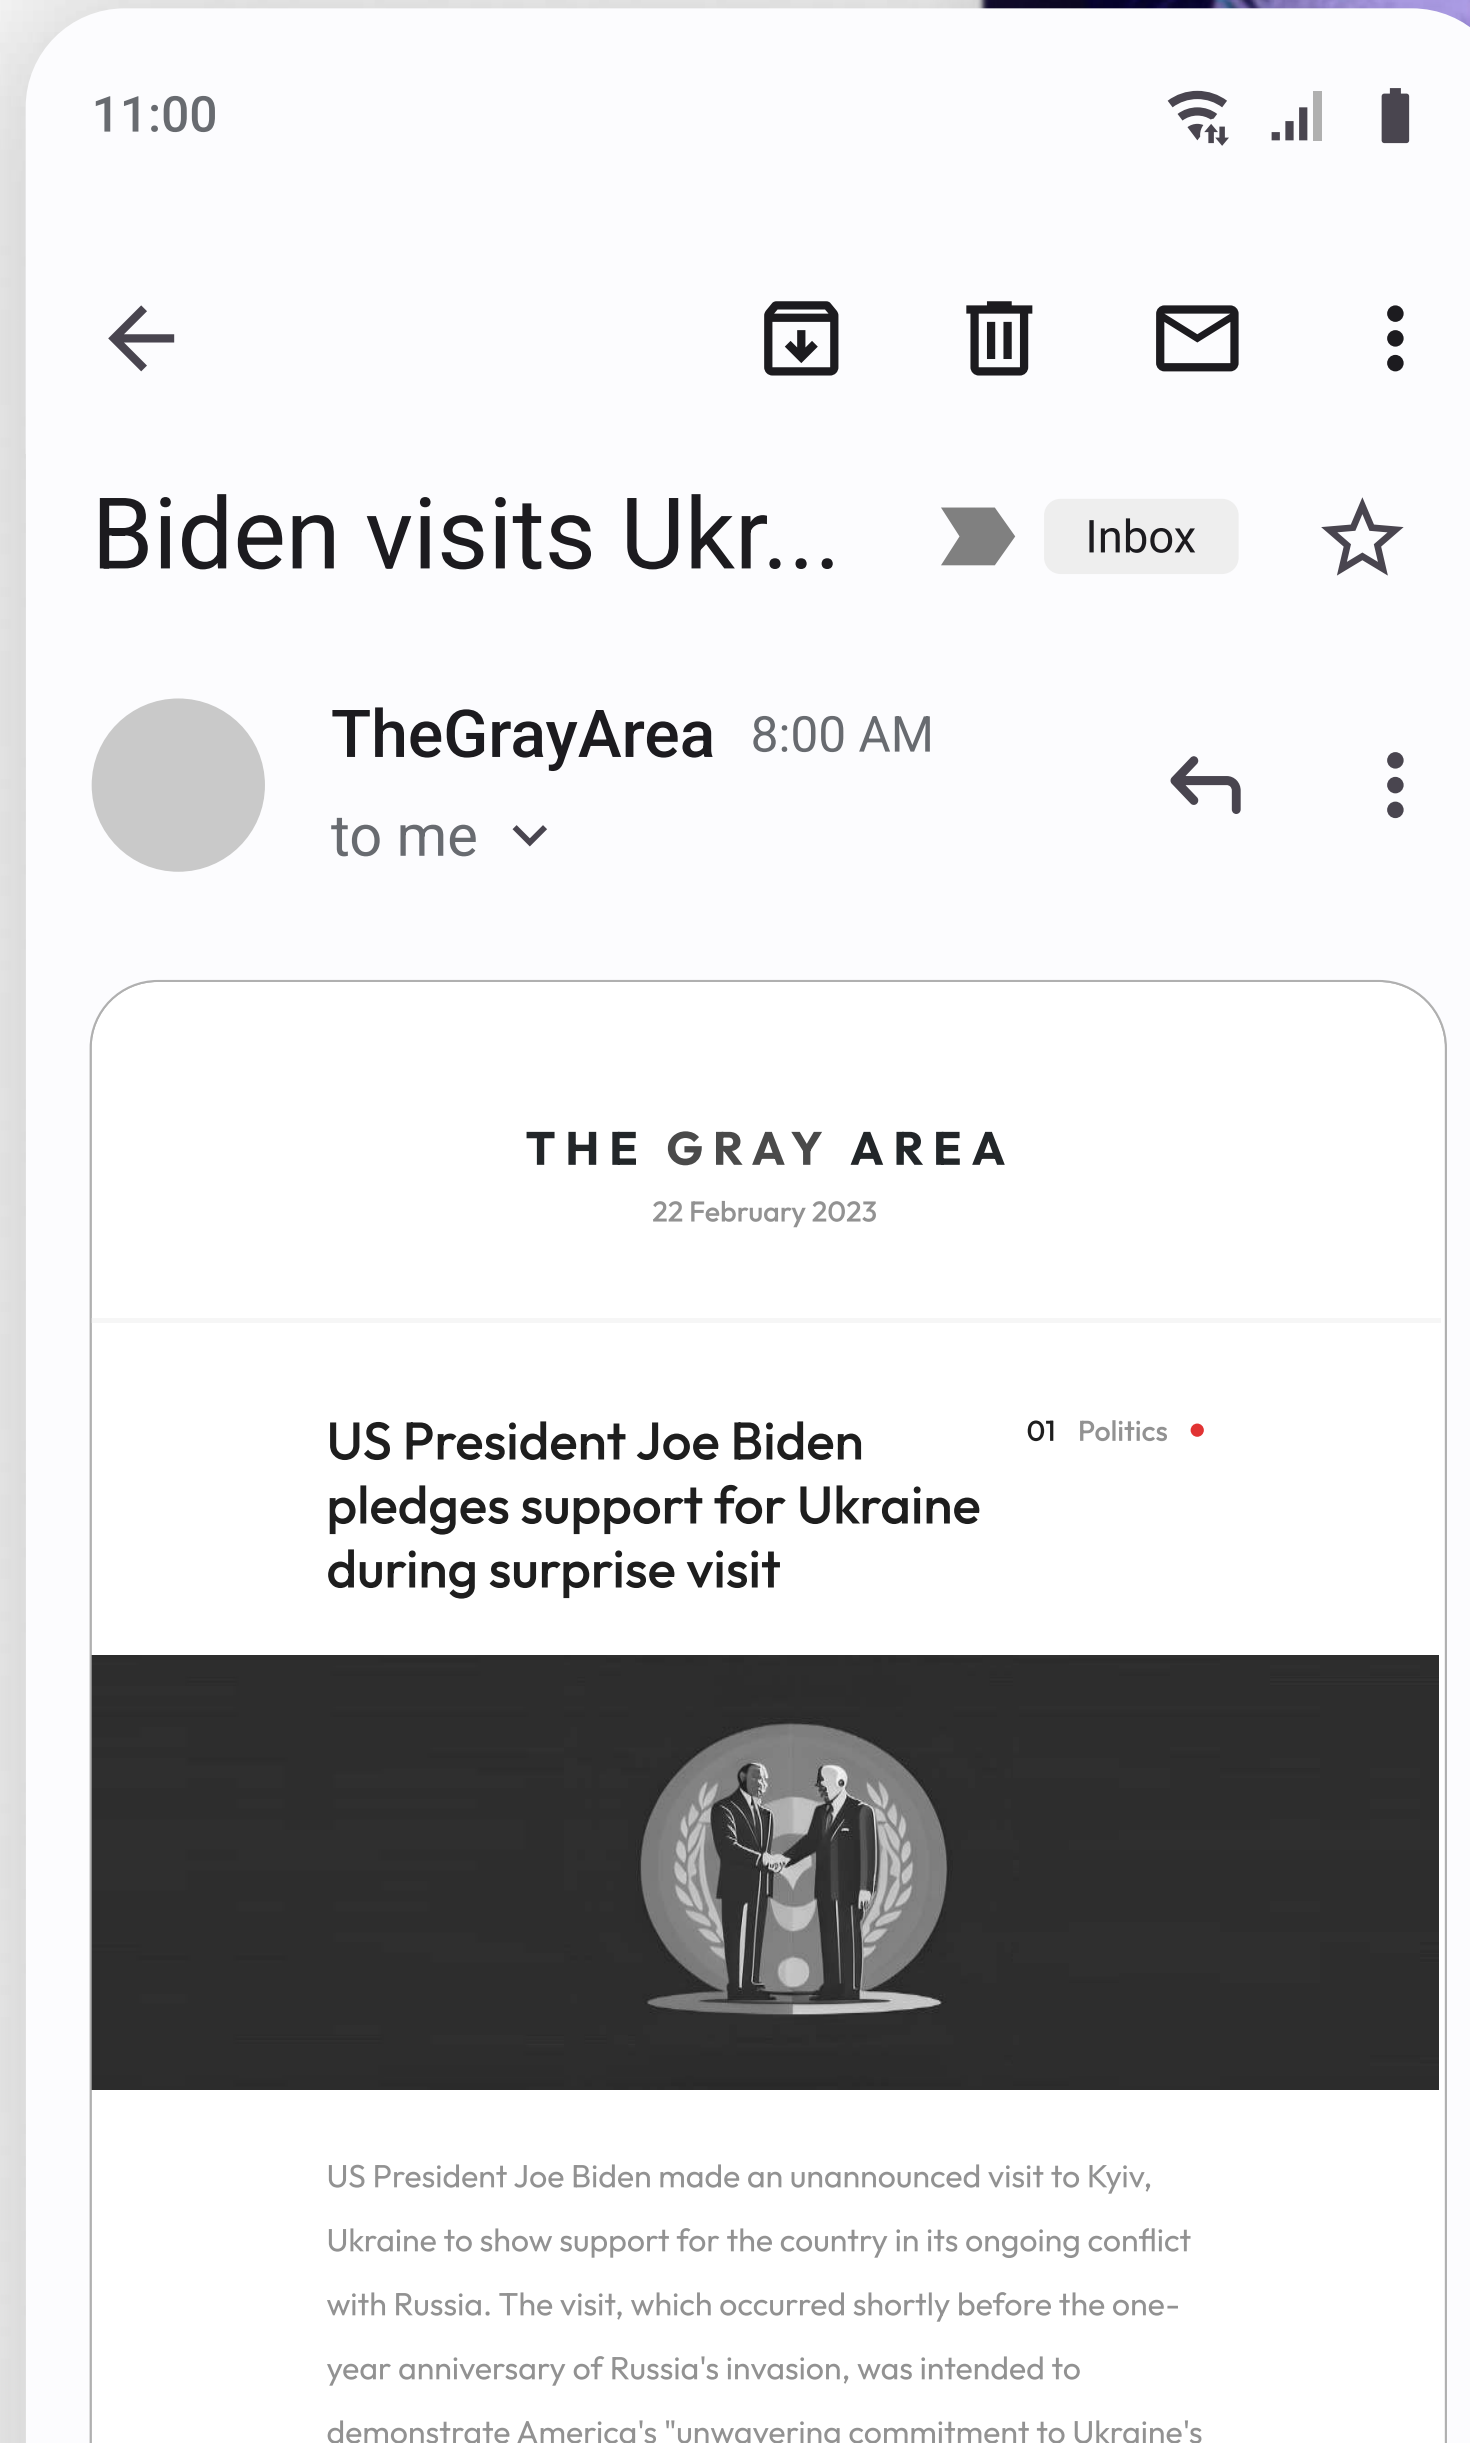 11:00
Biden visits Ukr...
Inbox
TheGrayArea 8:00 AM
to me
THE GRAY AREA
22 February 2023
US President Joe Biden
pledges support for Ukraine
during surprise visit
01 Politics
US President Joe Biden made an unannounced visit to Kyiv,
Ukraine to show support for the country in its ongoing conflict
with Russia. The visit, which occurred shortly before the one-
year anniversary of Russia's invasion, was intended to
demonstrate America's "unwavering commitment to Ukraine's